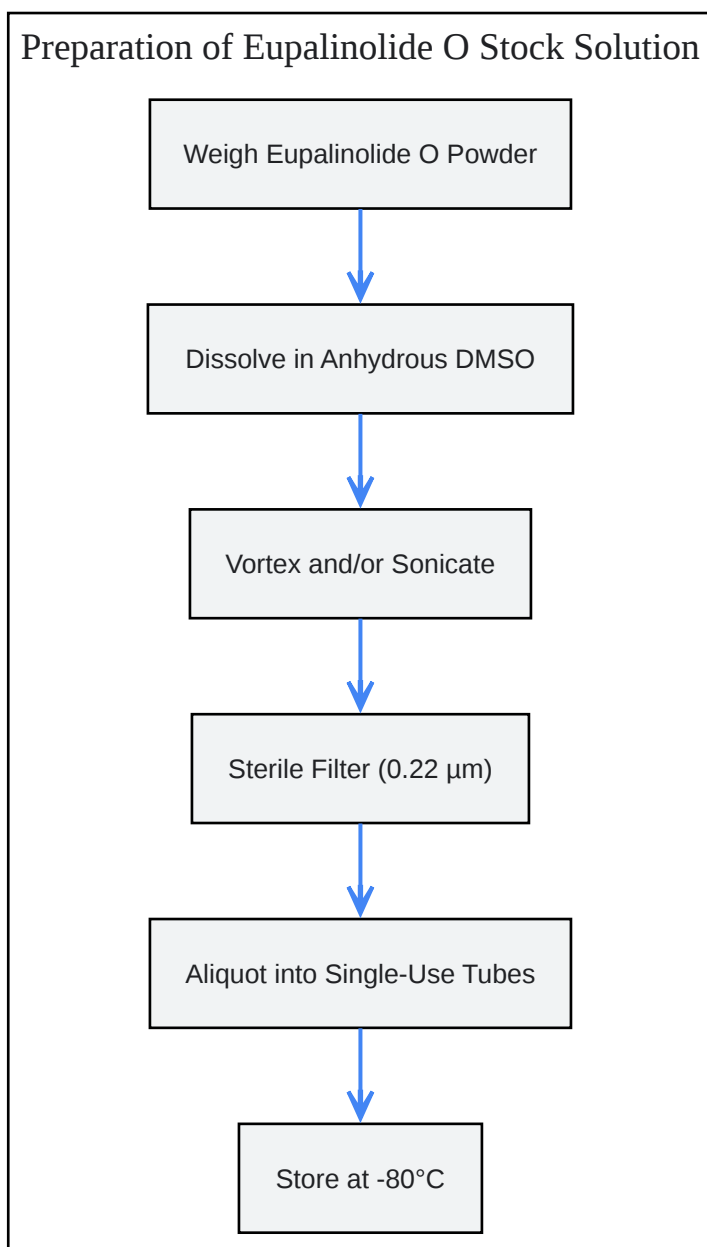 Preparation of Eupalinolide O Stock Solution
Weigh Eupalinolide O Powder
Dissolve in Anhydrous DMSO
Vortex and/or Sonicate
Sterile Filter (0.22 µm)
Aliquot into Single-Use Tubes
Store at -80°C